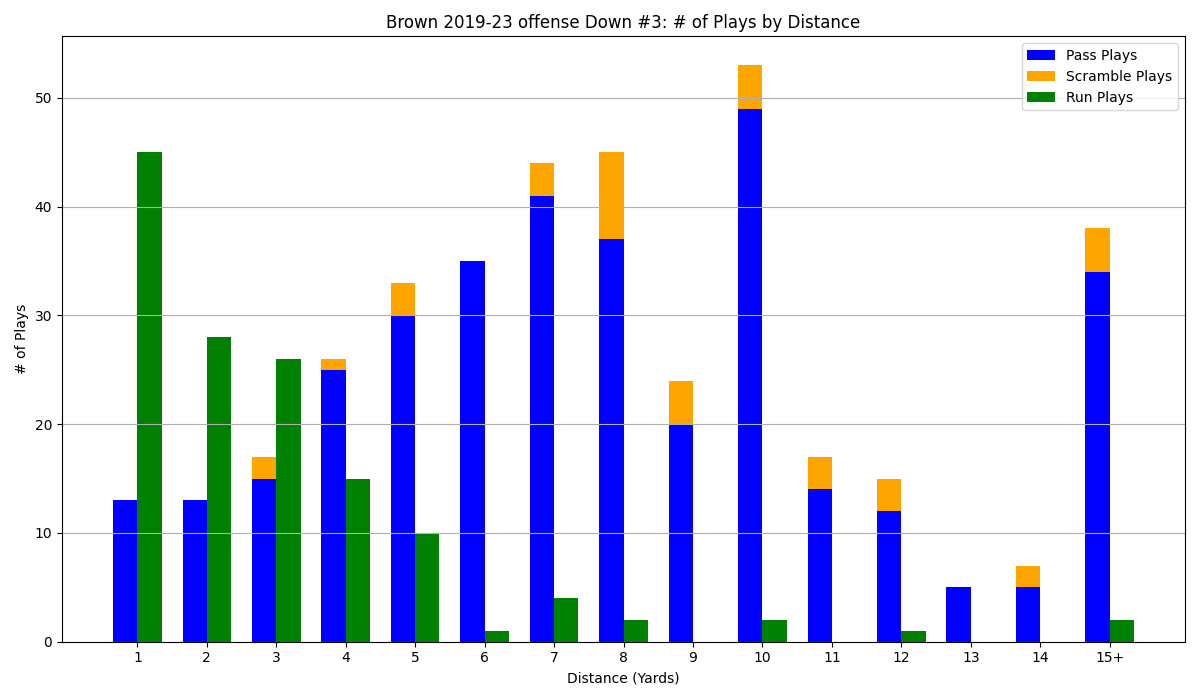 Brown 2019-23 offense Down #3: # of Plays by Distance
Pass Plays
Scramble Plays
Run Plays
# of Plays
50
40
30
20
10
0
1 2 3 4 5 6 7 8 9 10 11 12 13 14 15+
Distance (Yards)